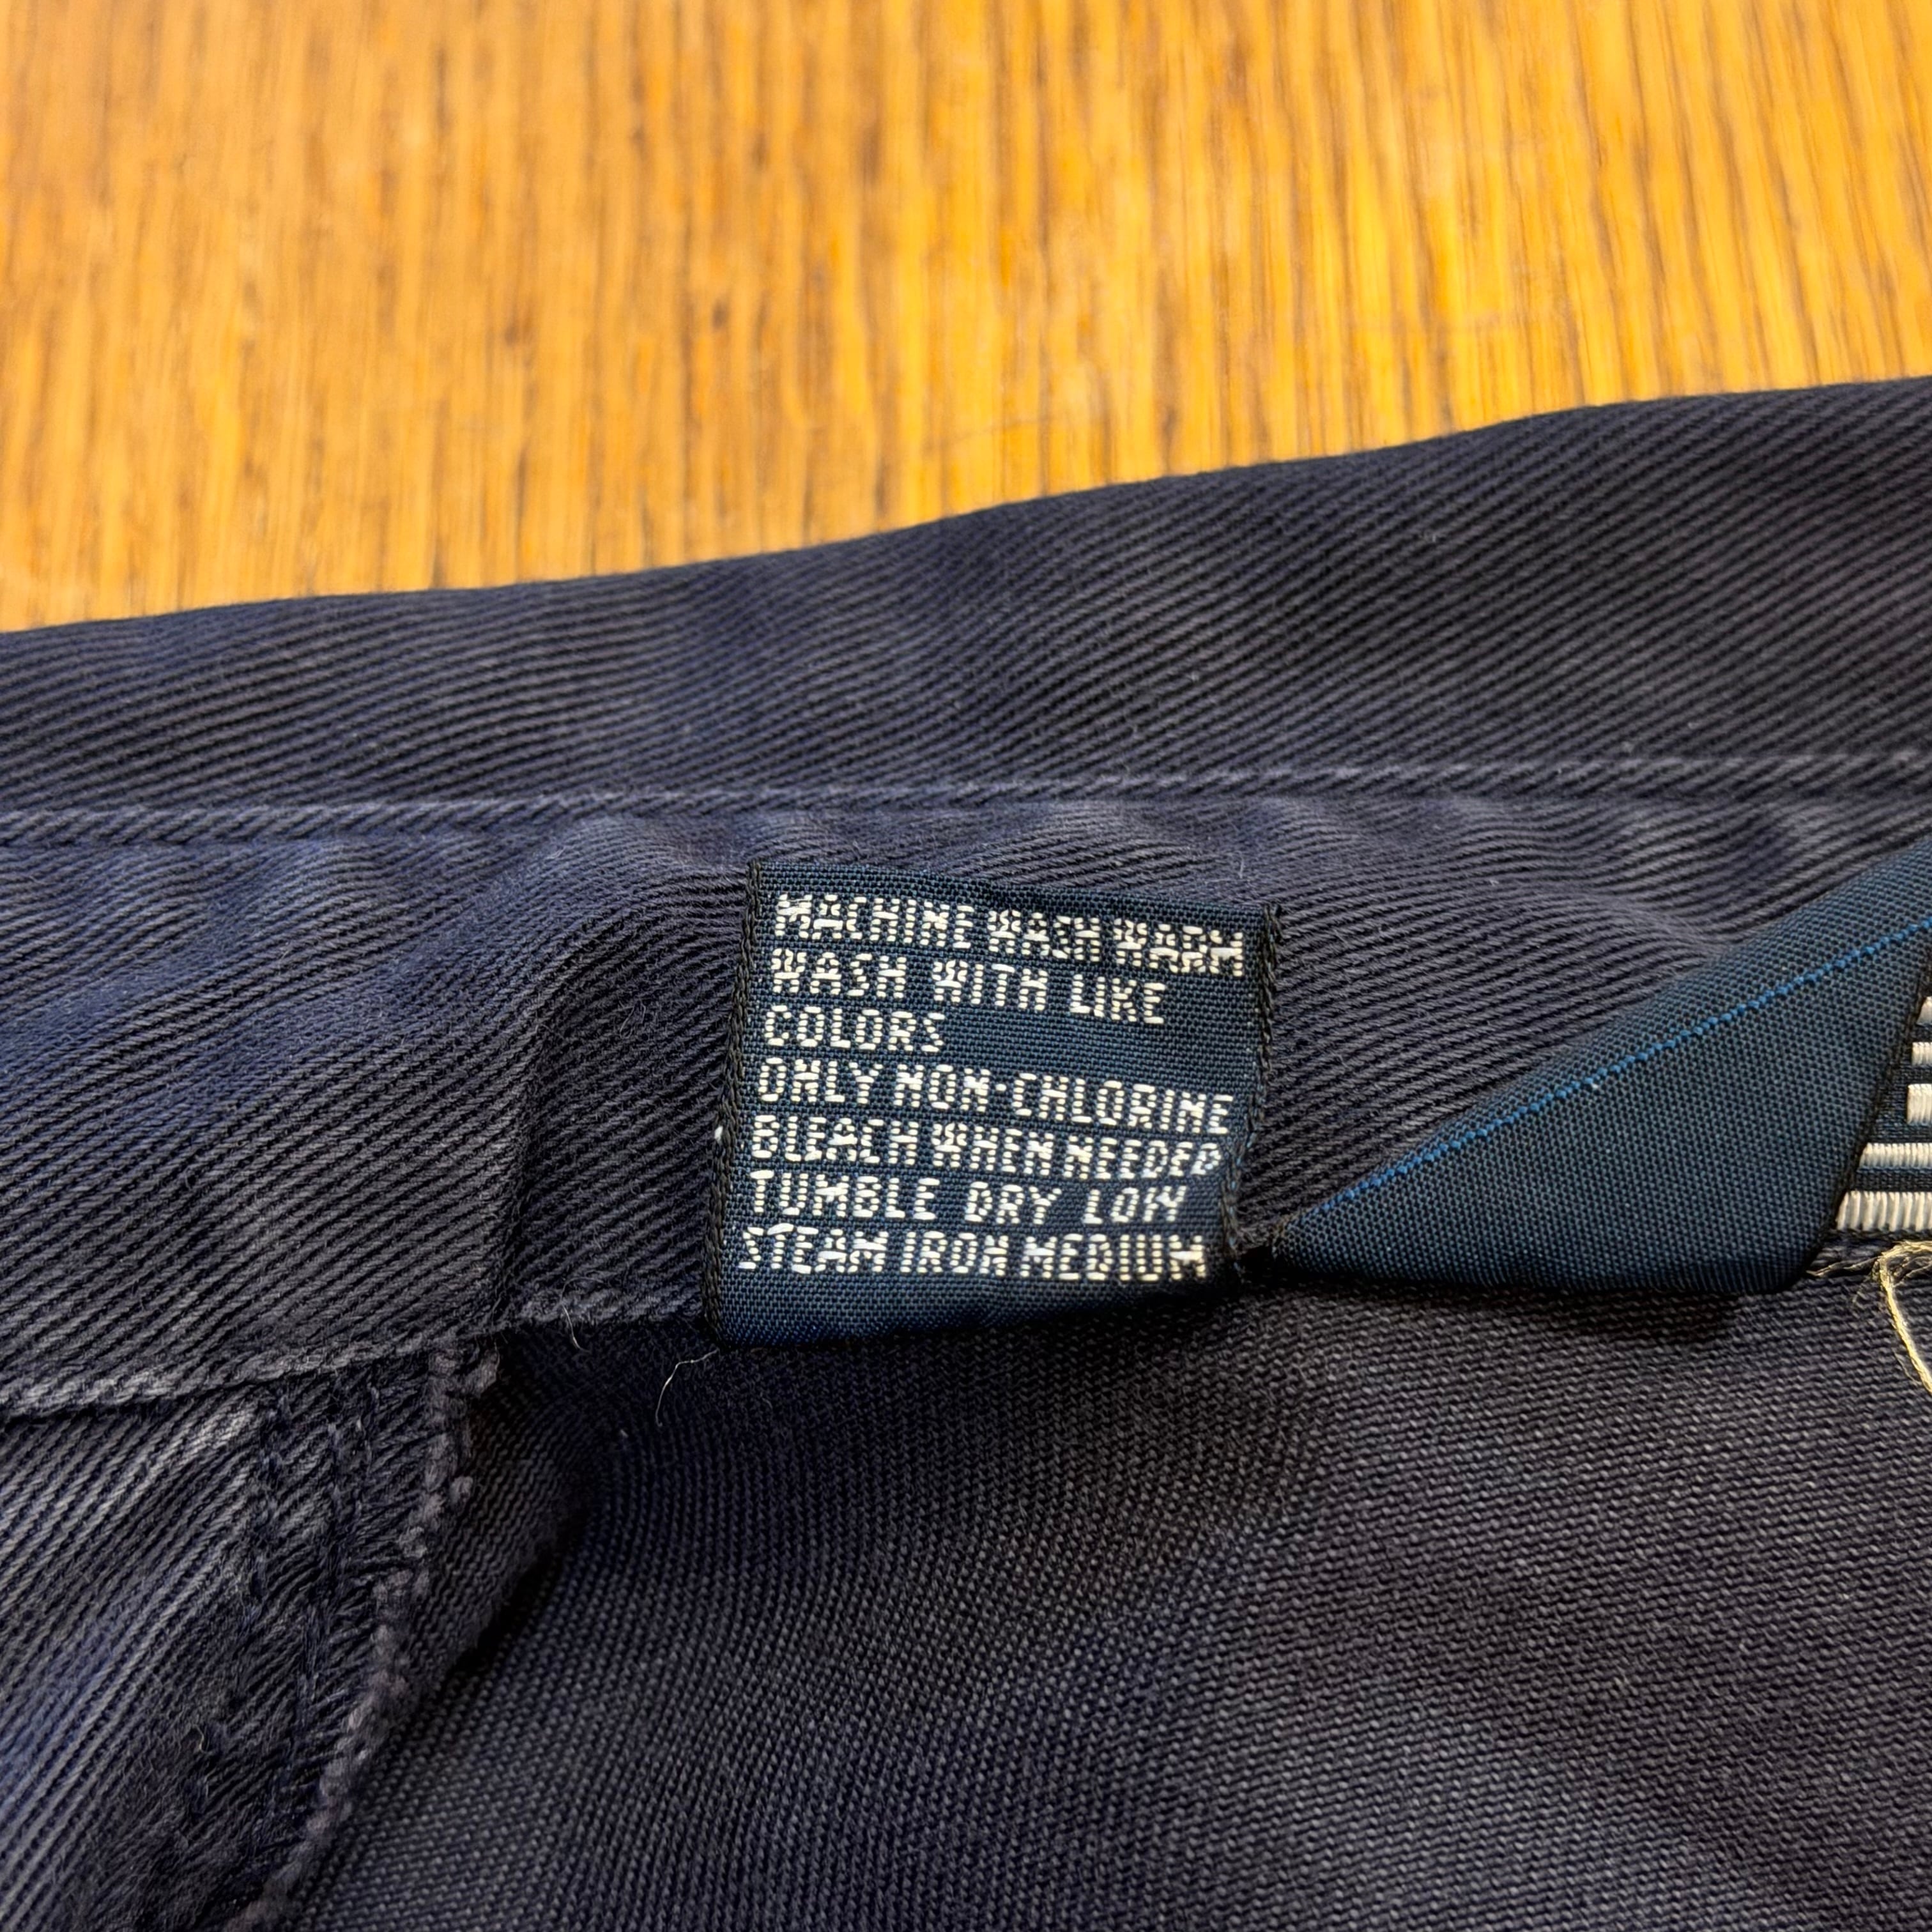 MACHINE WASH WARM
WASH WITH LIKE
COLORS
ONLY NON-CHLORINE
BLEACH WHEN NEEDED
TUMBLE DRY LOW
STEAM IRON MEDIUM